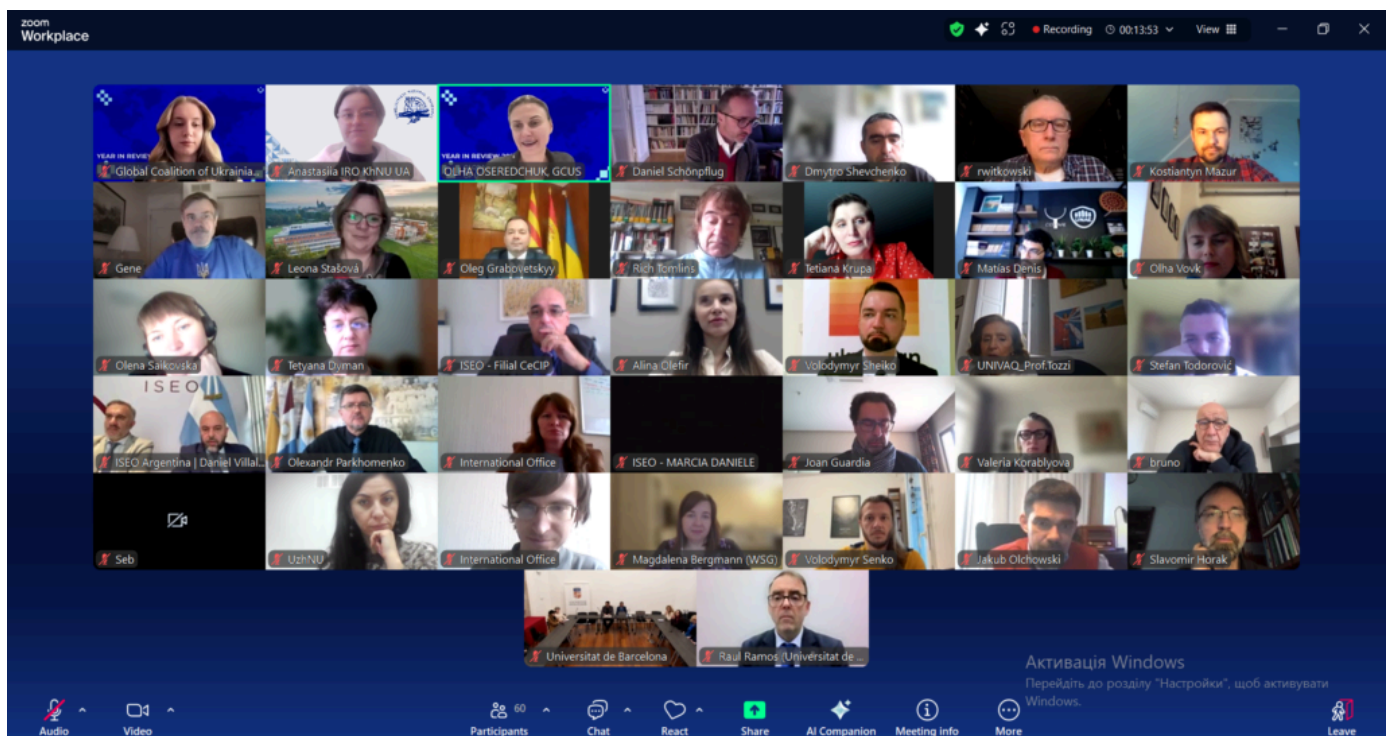 zoom
Workplace
Recording
00:13:53
View
YEAR IN REVIEW
Global Coalition of Ukrainia...
Anastasiia IRO KhNU UA
YEAR IN REVIEW
OLHA OSEREDCHUK, GCUS
Daniel Schönpflug
Dmytro Shevchenko
rwitkowski
Kostiantyn Mazur
Gene
Leona Stašová
Oleg Grabovetskyy
Rich Tomlins
Tetiana Krupa
Matías Denis
Olha Vovk
Olena Saikovska
Tetyana Dyman
ISEO - Filial CeCIP
Alina Olefir
Volodymyr Sheiko
UNIVAQ_Prof.Tozzi
Stefan Todorović
ISEO
ISEO Argentina | Daniel Villal...
Olexandr Parkhomenko
International Office
ISEO - MARCIA DANIELE
Joan Guardia
Valeria Korablyova
bruno
Seb
UzhNU
International Office
Magdalena Bergmann (WSG)
Volodymyr Senko
Jakub Olchowski
Slavomir Horak
Universitat de Barcelona
Raul Ramos (Universitat de ...
Активація Windows
Перейдіть до розділу "Настройки", щоб активувати
Windows.
Audio
Video
60
Participants
Chat
React
Share
AI Companion
Meeting info
More
Leave